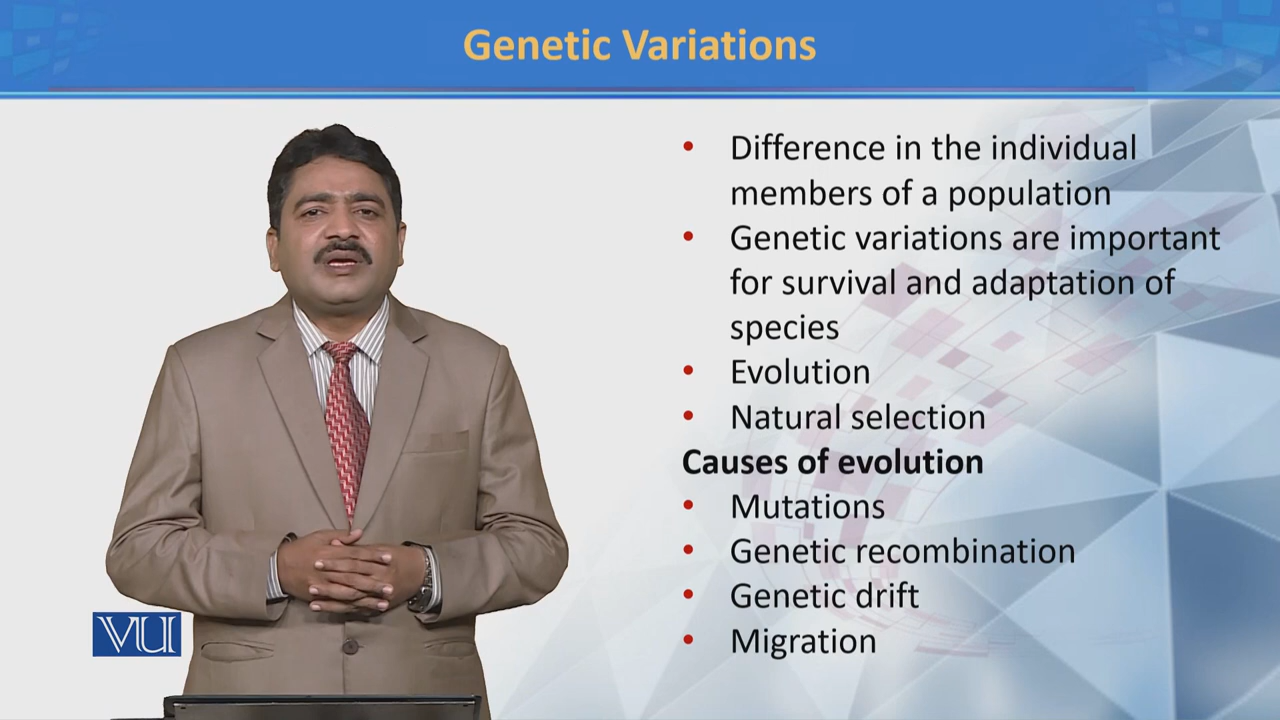 Genetic Variations
• Difference in the individual
members of a population
• Genetic variations are important
for survival and adaptation of
species
• Evolution
• Natural selection
Causes of evolution
• Mutations
• Genetic recombination
• Genetic drift
• Migration
VU